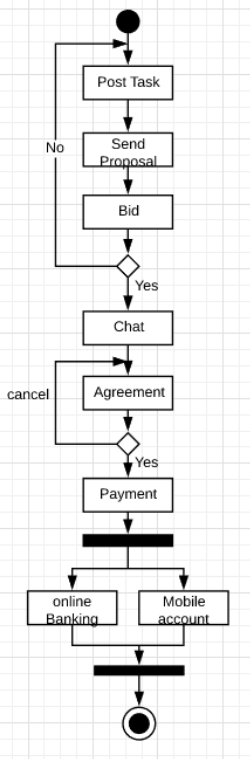 Post Task
Send
Proposal
No
Bid
Yes
Chat
cancel
Agreement
Yes
Payment
online
Banking
Mobile
account